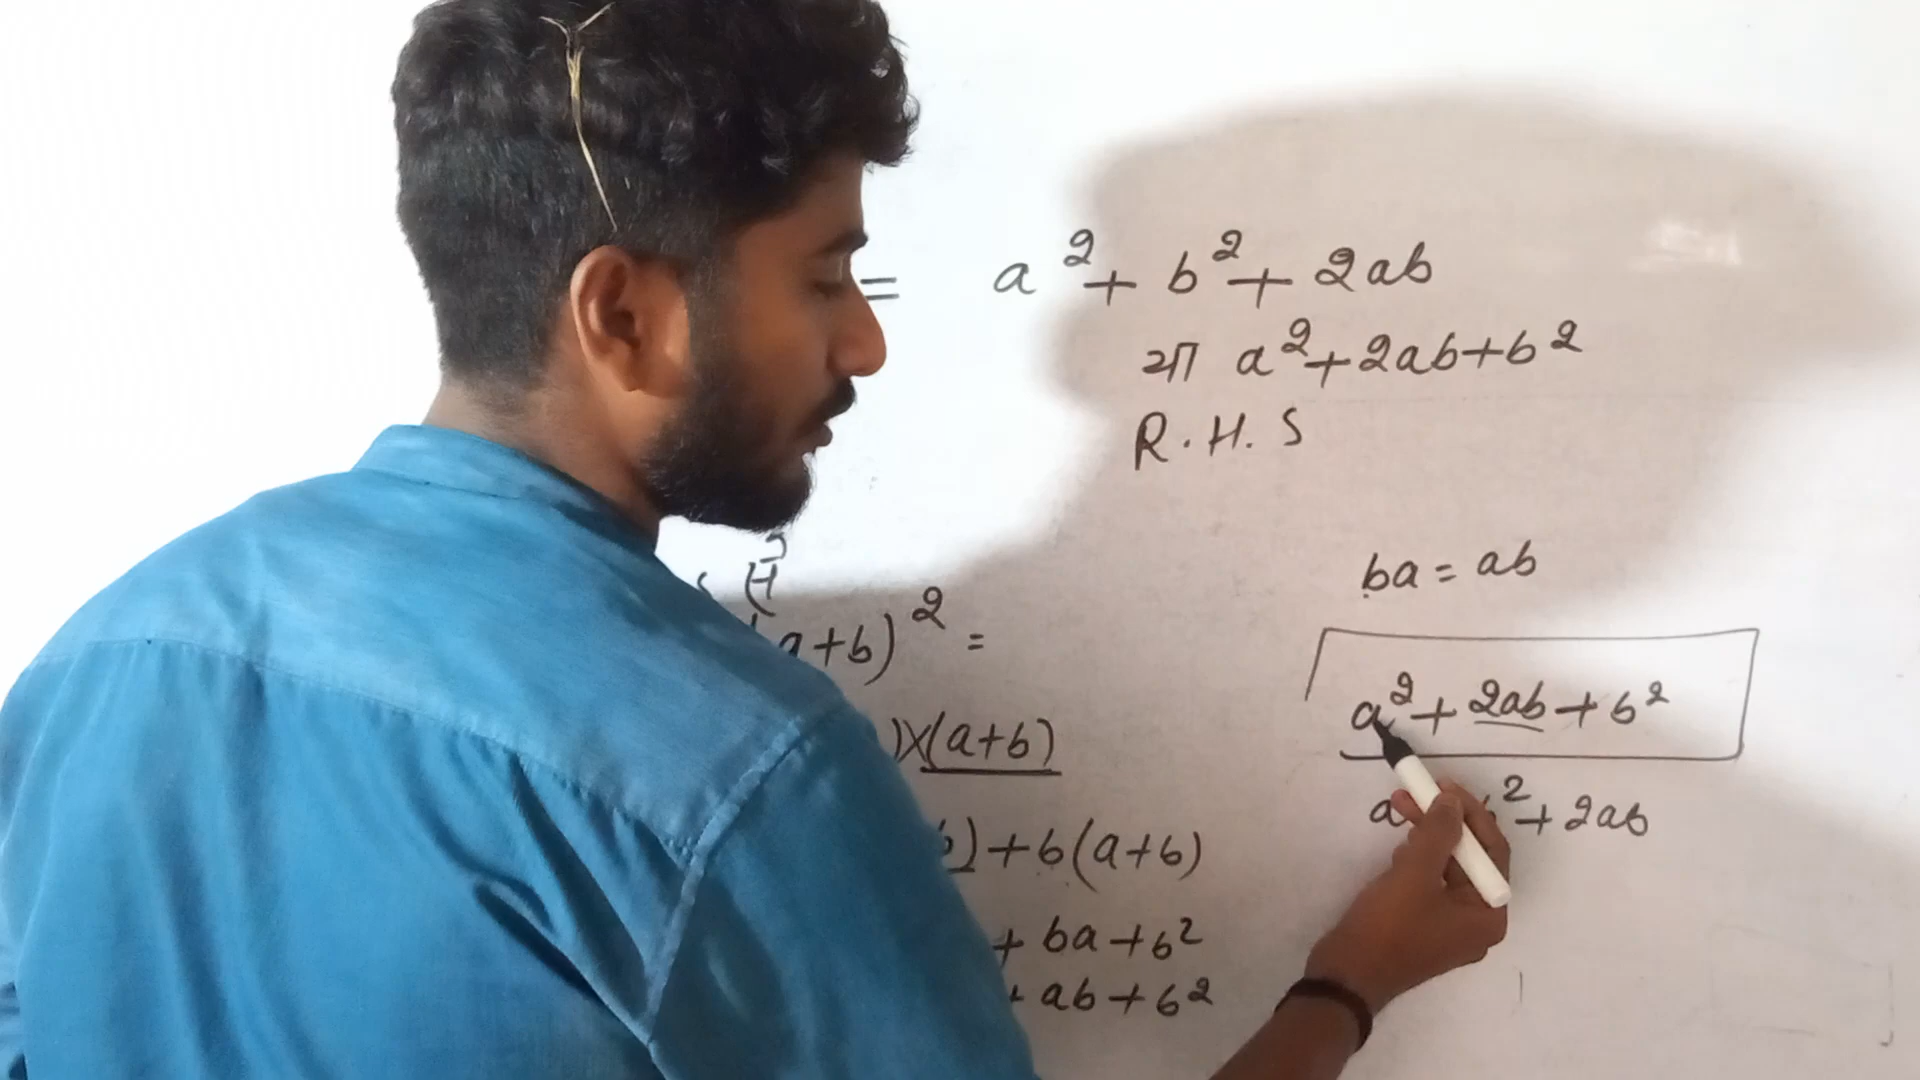 = a² + b² + 2ab
या a² + 2ab + b²
R.H.S
ba = ab
a+b)² =
)×(a+b)
b)+b(a+b)
+ ba + b²
+ ab + b²
a² + 2ab + b²
a ² + 2ab